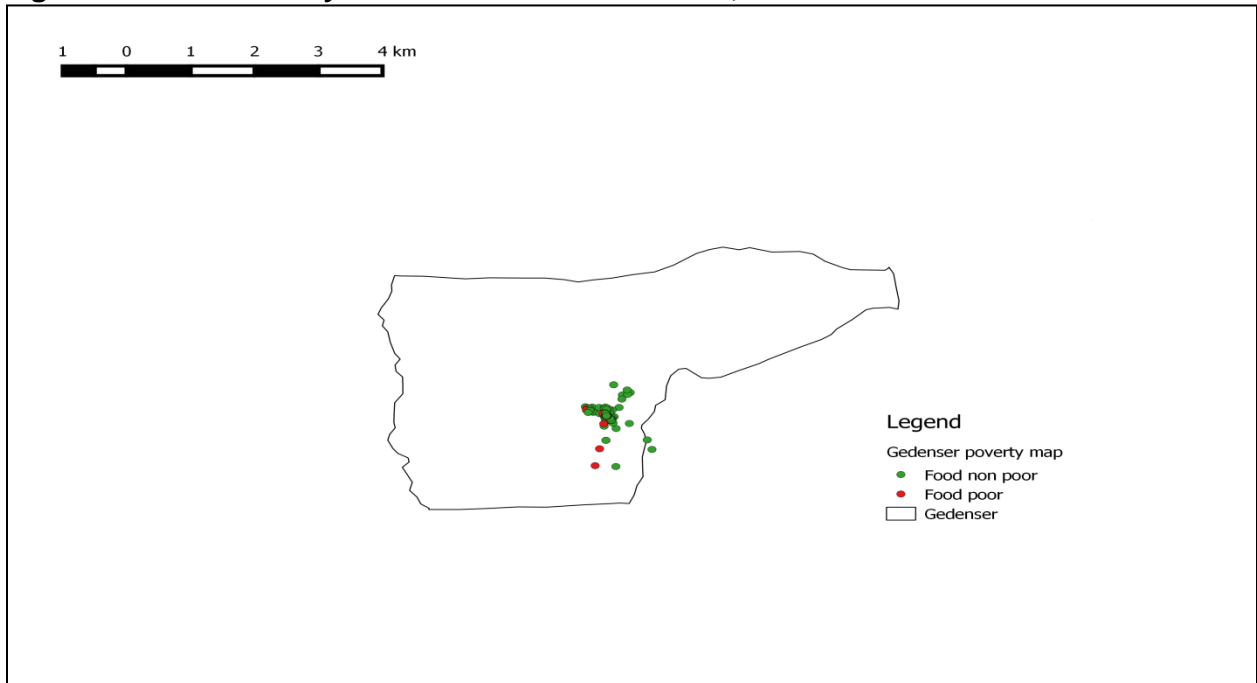 1 0 1 2 3 4 km
Legend
Gedenser poverty map
Food non poor
Food poor
Gedenser